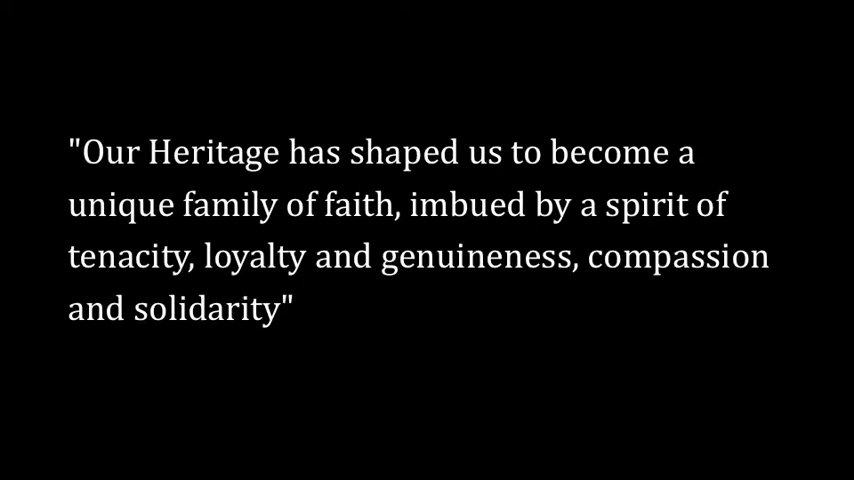 "Our Heritage has shaped us to become a
unique family of faith, imbued by a spirit of
tenacity, loyalty and genuineness, compassion
and solidarity"